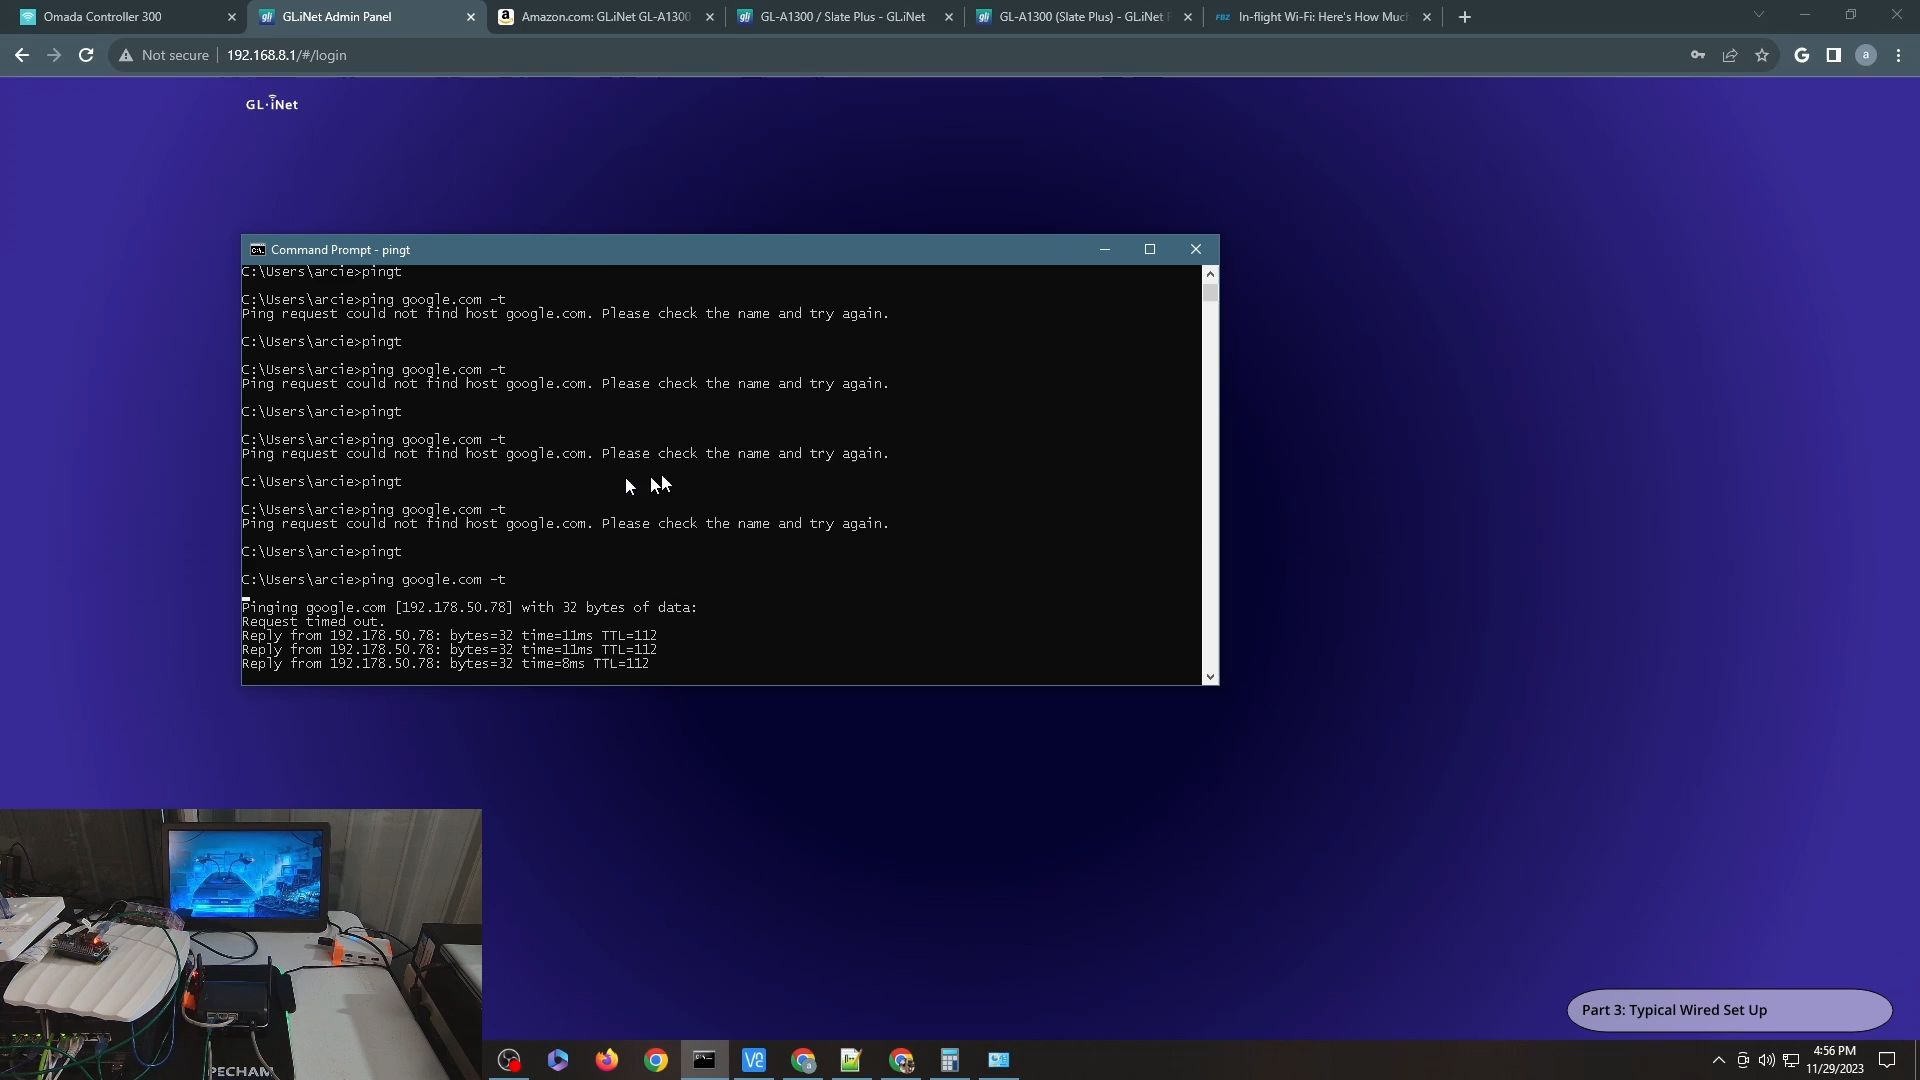 Omada Controller 300
GL.iNet Admin Panel
Amazon.com: GL.iNet GL-A1300
GL-A1300 / Slate Plus - GL.iNet
GL-A1300 (Slate Plus) - GL.iNet
In-flight Wi-Fi: Here's How Much
Not secure
192.168.8.1/#/login
a
GL·iNet
Command Prompt - pingt
C:\Users\arcie>pingt
C:\Users\arcie>ping google.com -t
Ping request could not find host google.com. Please check the name and try again.
C:\Users\arcie>pingt
C:\Users\arcie>ping google.com -t
Ping request could not find host google.com. Please check the name and try again.
C:\Users\arcie>pingt
C:\Users\arcie>ping google.com -t
Ping request could not find host google.com. Please check the name and try again.
C:\Users\arcie>pingt
C:\Users\arcie>ping google.com -t
Ping request could not find host google.com. Please check the name and try again.
C:\Users\arcie>pingt
C:\Users\arcie>ping google.com -t
Pinging google.com [192.178.50.78] with 32 bytes of data:
Request timed out.
Reply from 192.178.50.78: bytes=32 time=11ms TTL=112
Reply from 192.178.50.78: bytes=32 time=11ms TTL=112
Reply from 192.178.50.78: bytes=32 time=8ms TTL=112
Part 3: Typical Wired Set Up
PECHAM
4:56 PM
11/29/2023